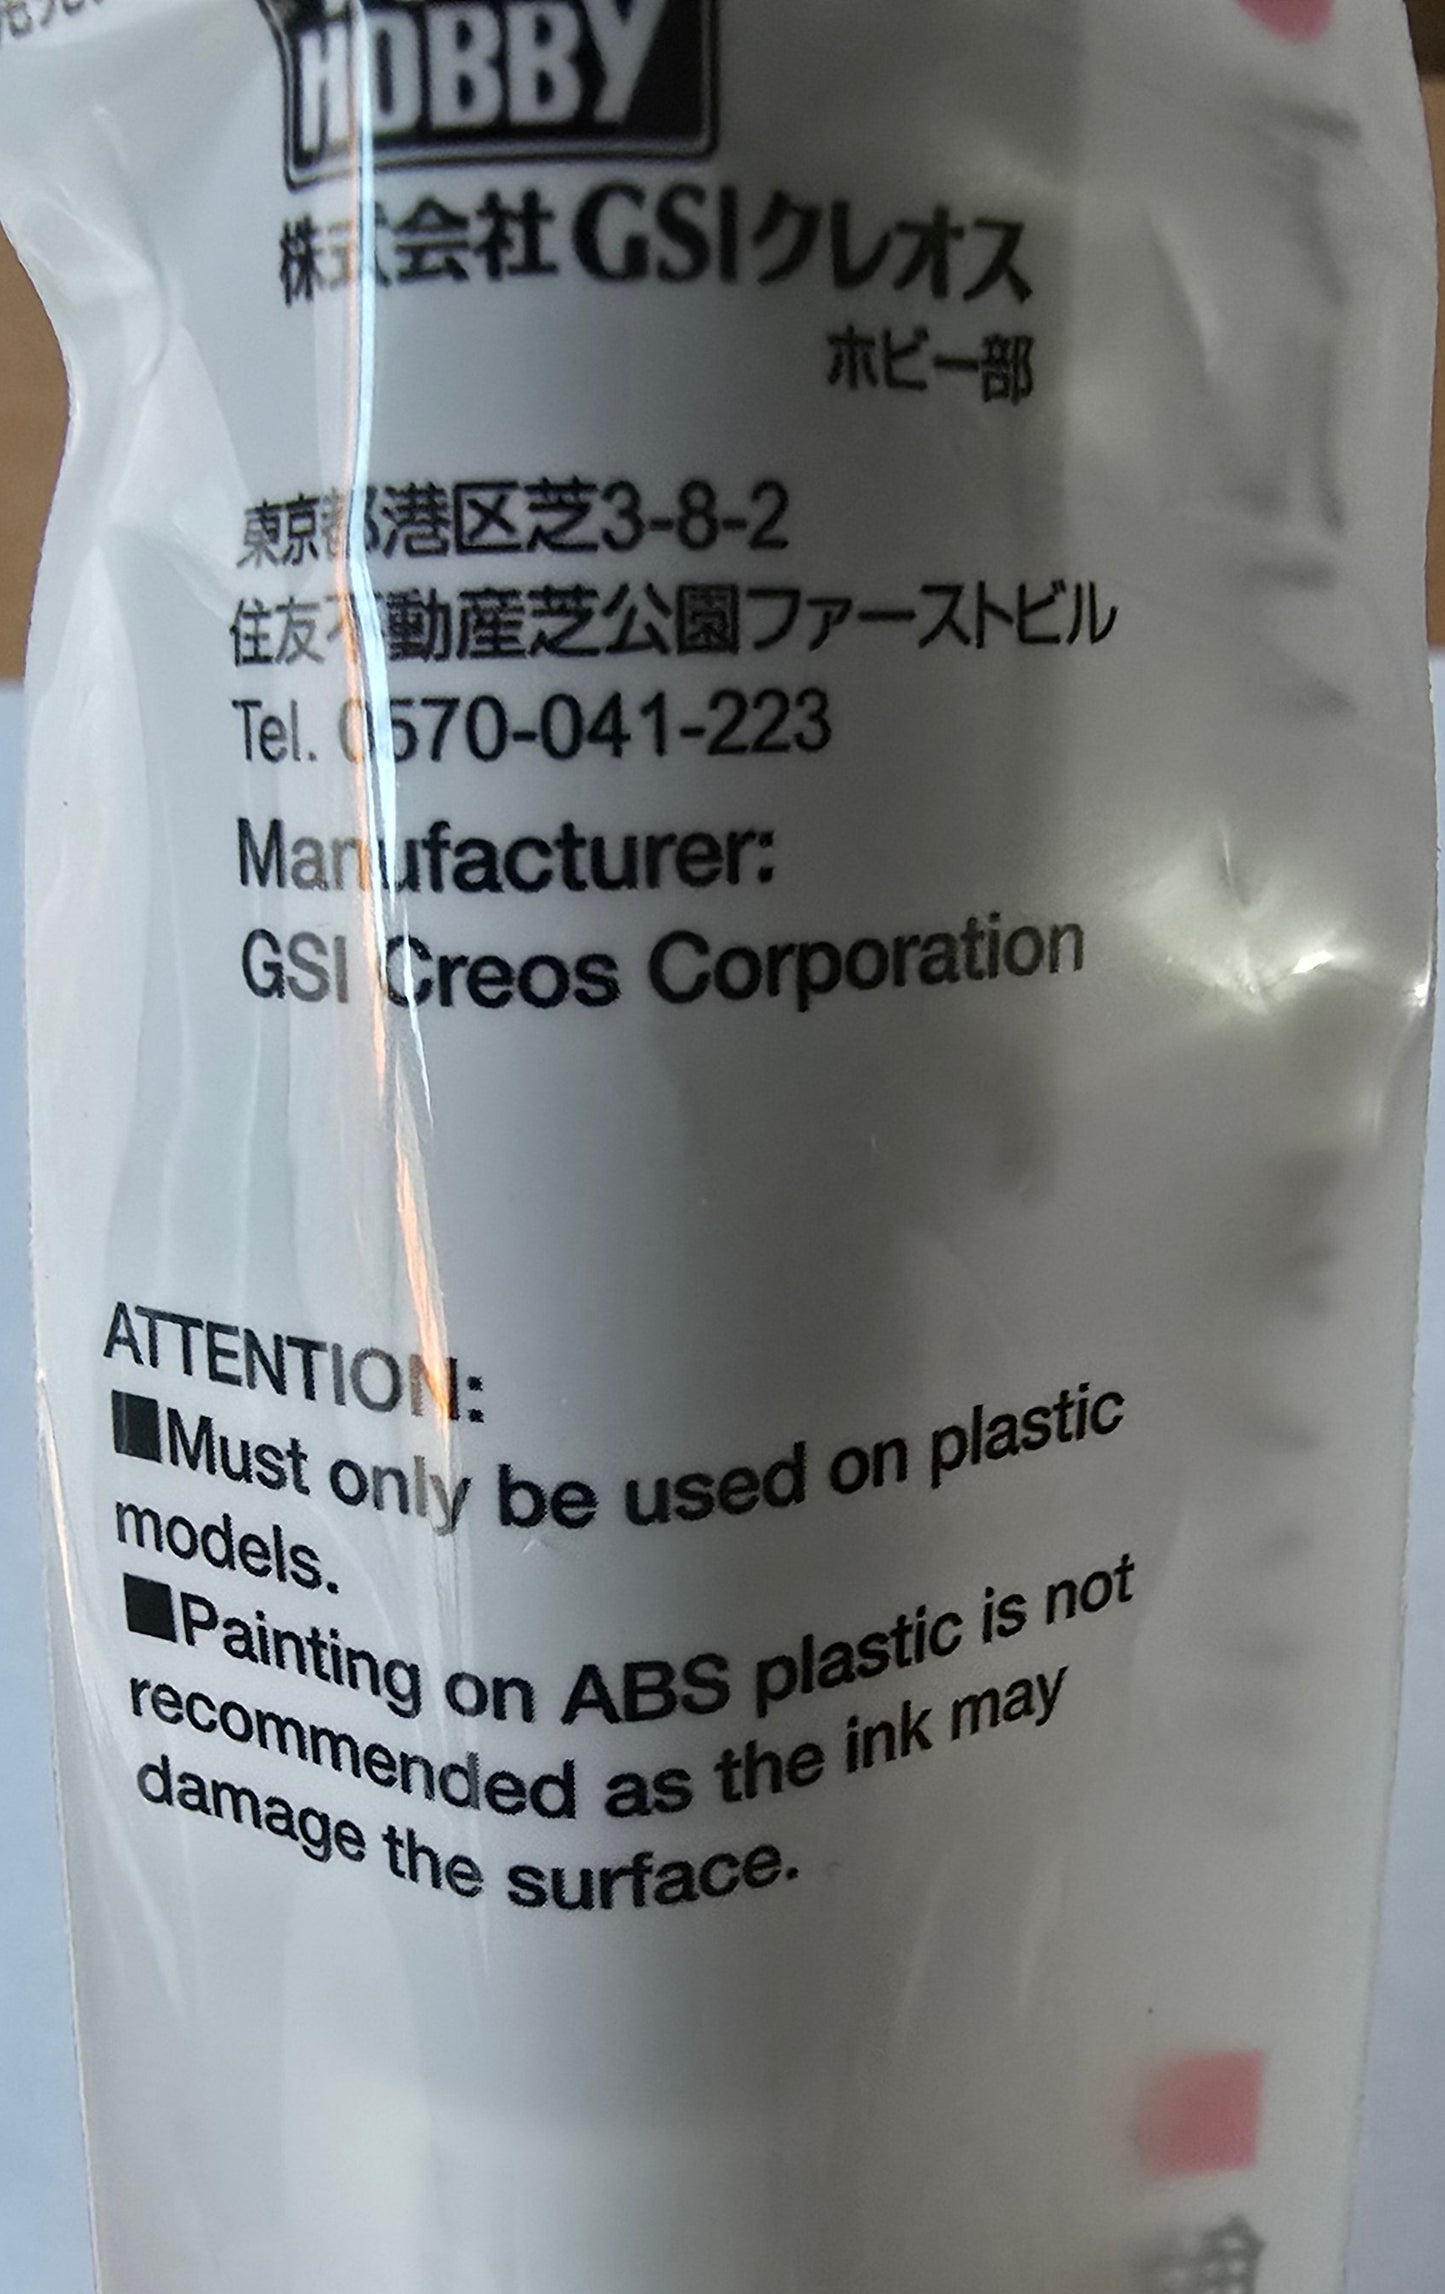 HOBBY
株式会社GSIクレオス
ホビー部
東京都港区芝3-8-2
住友不動産芝公園ファーストビル
Tel. 0570-041-223
Manufacturer:
GSI Creos Corporation
ATTENTION:
■Must only be used on plastic
models.
■Painting on ABS plastic is not
recommended as the ink may
damage the surface.